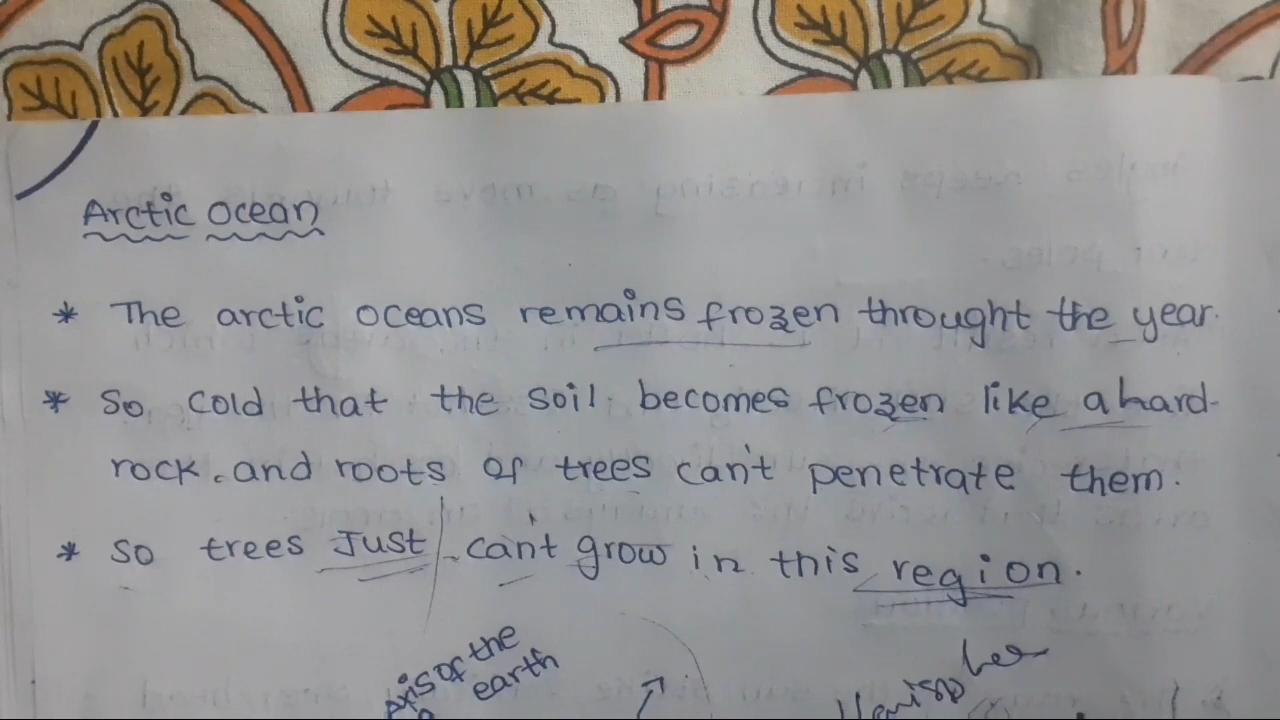 Arctic ocean
* The arctic oceans remains frozen throught the year.
* So cold that the soil becomes frozen like a hard
rock. and roots of trees can't penetrate them.
* so trees Just can't grow in this region.
Axis of the
earth